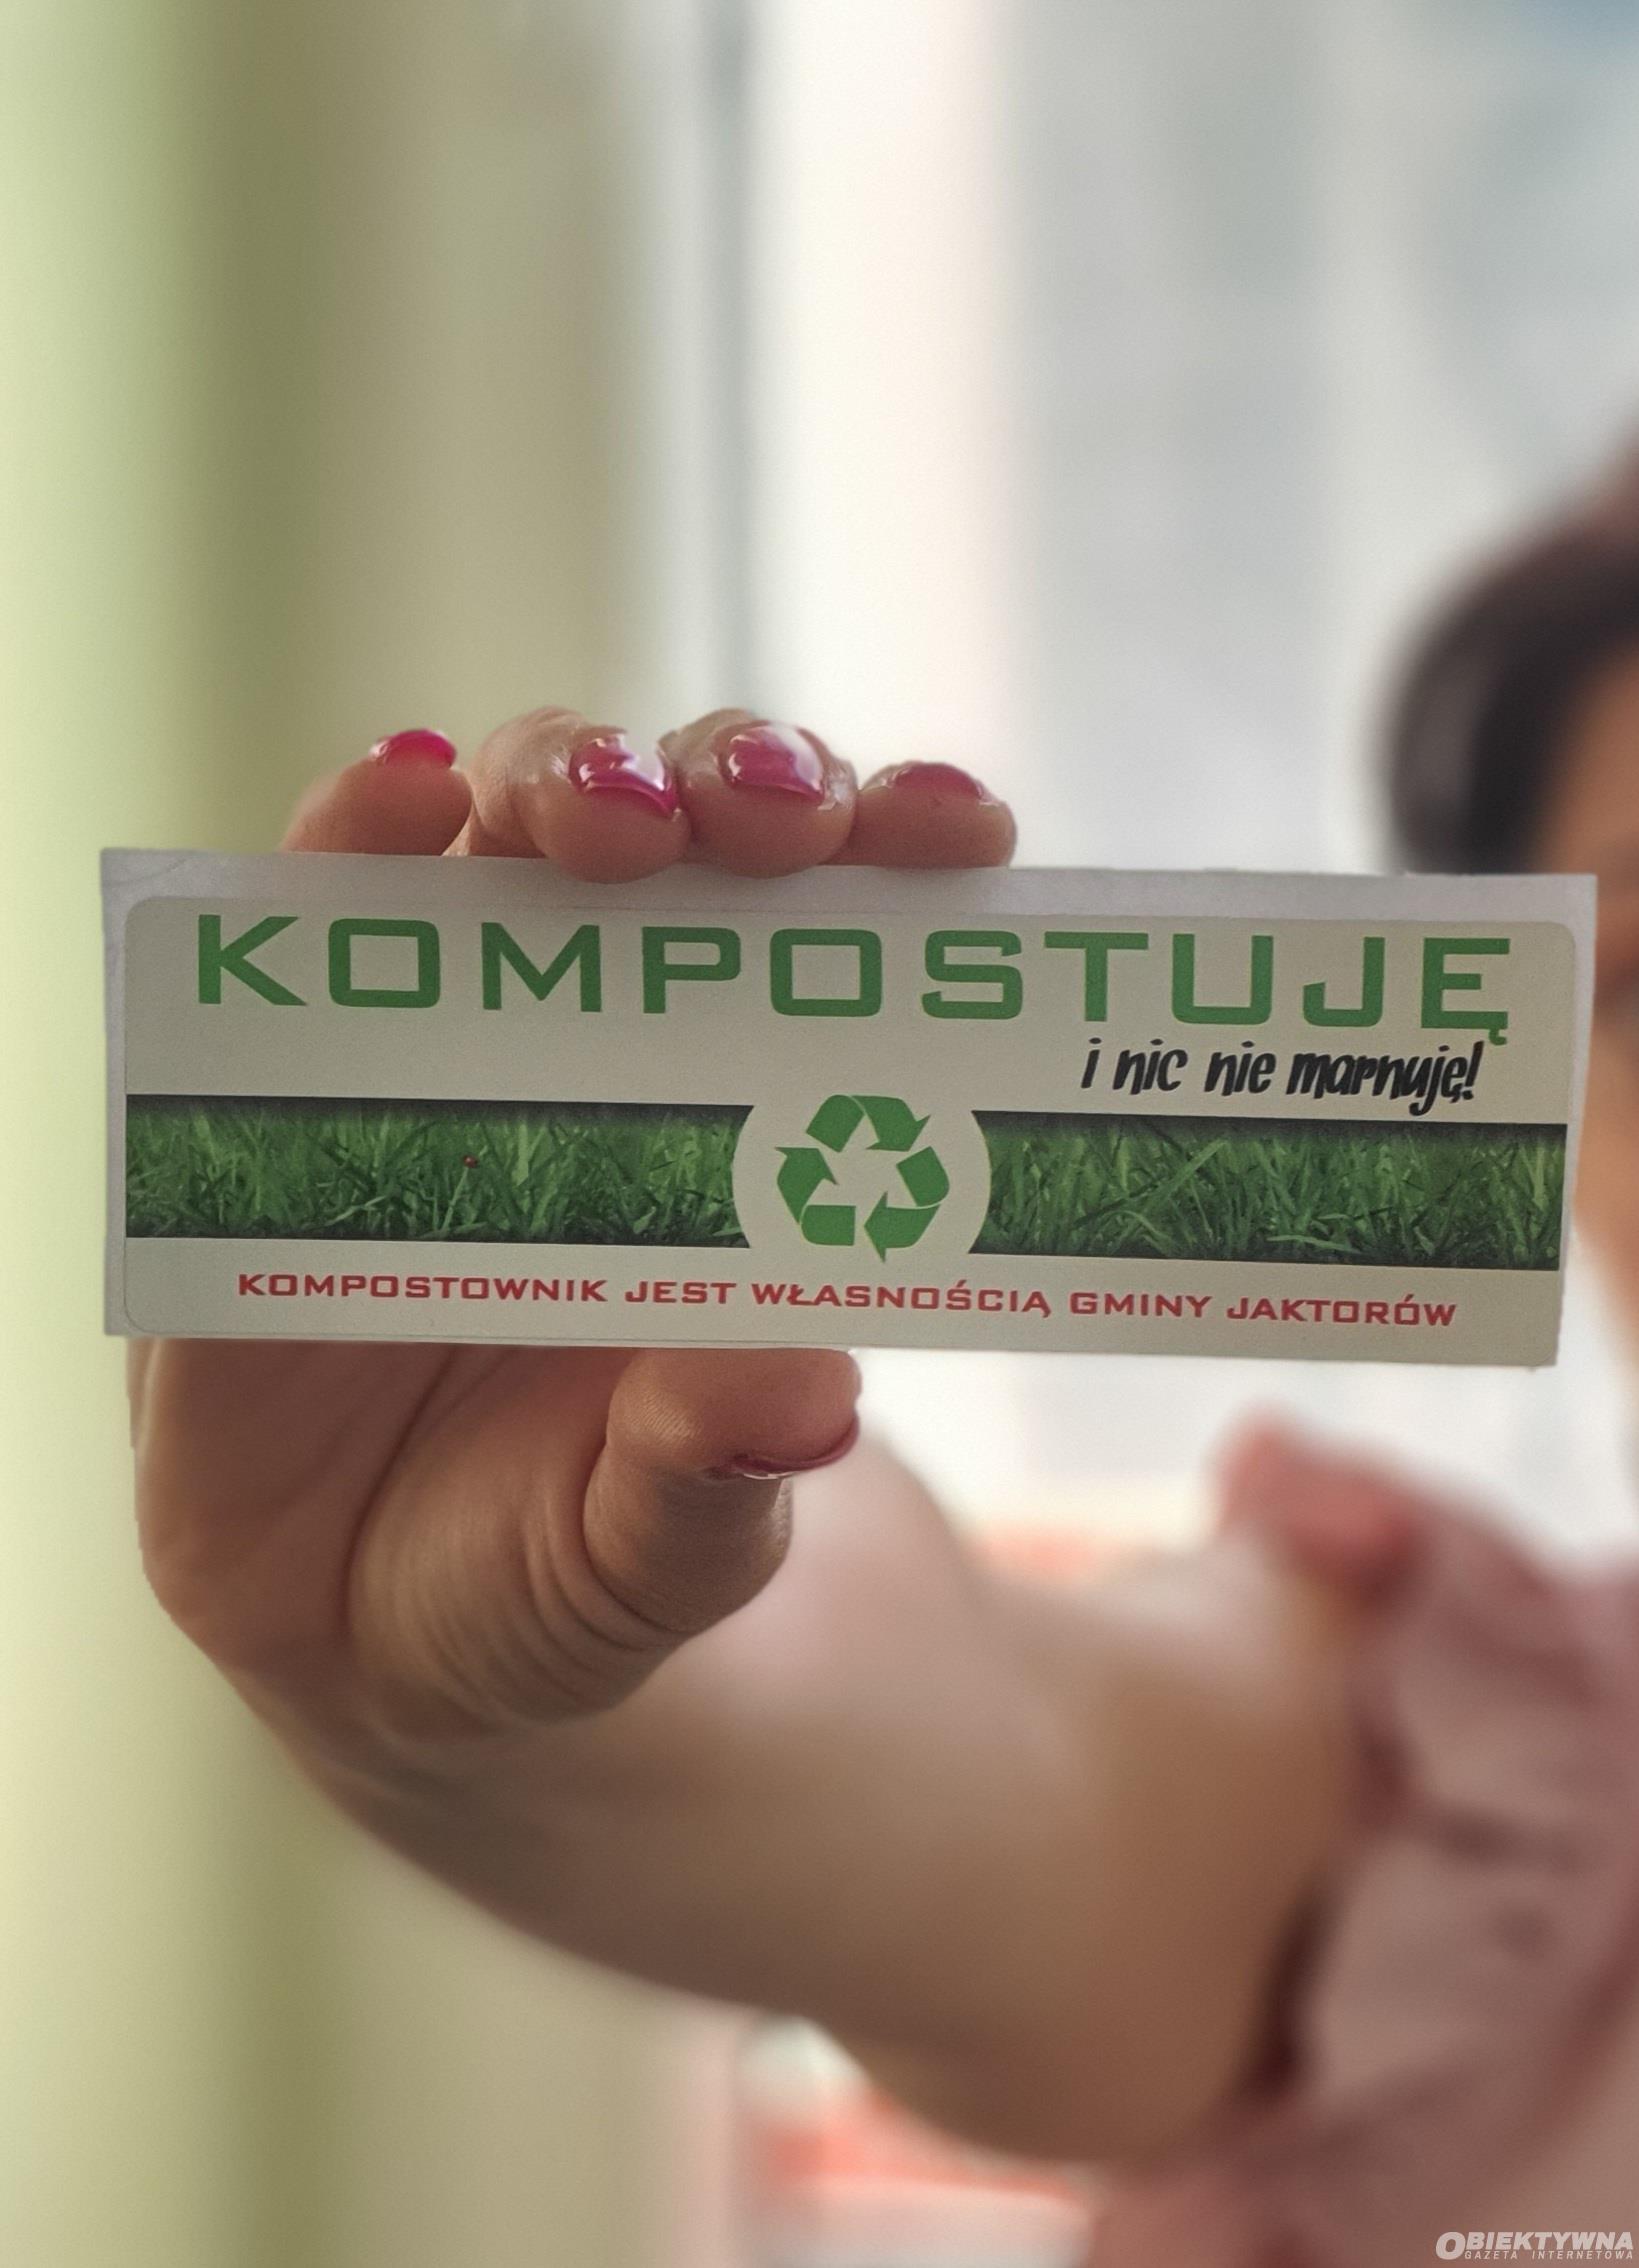 KOMPOSTUJĘ
i nic nie marnuję!
KOMPOSTOWNIK JEST WŁASNOŚCIĄ GMINY JAKTORÓW
OBIEKTYWNA
GAZETA INTERNETOWA